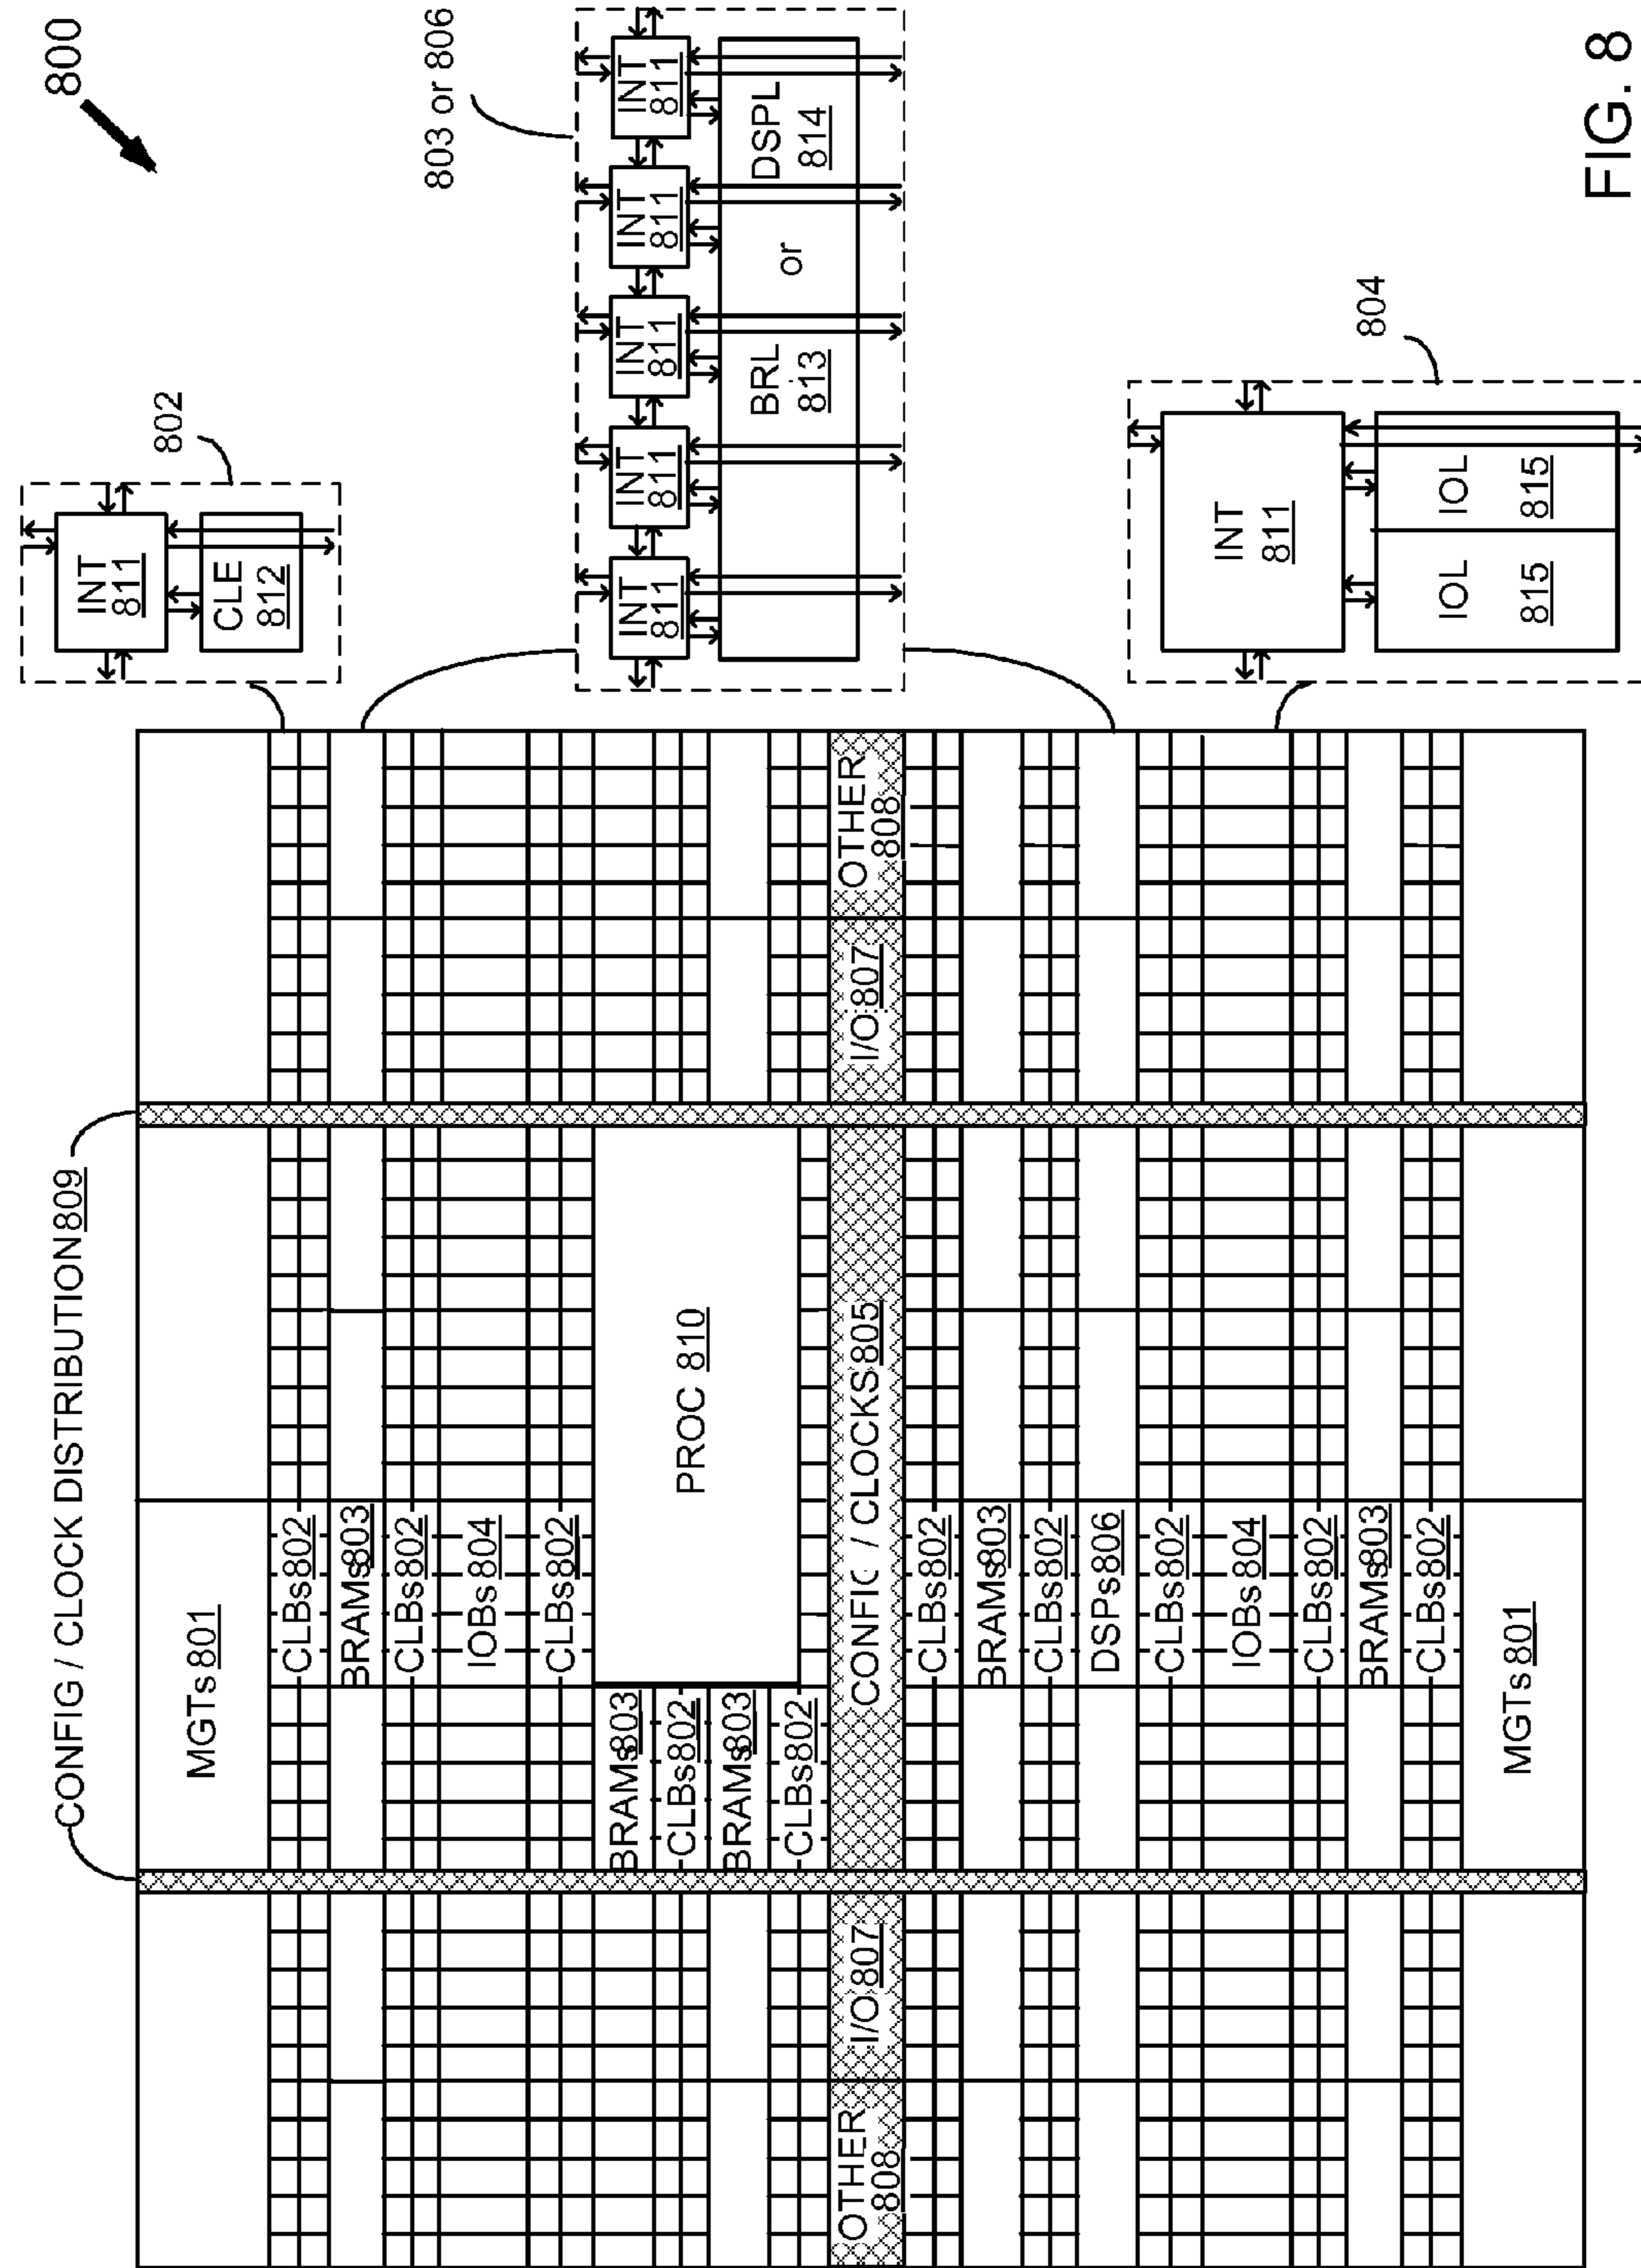 800
CONFIG / CLOCK DISTRIBUTION 809
MGTs 801
CLBs 802
BRAMs 803
CLBs 802
IOBs 804
CLBs 802
BRAMs 803
CLBs 802
BRAMs 803
CLBs 802
PROC 810
OTHER
808
I/O 807
CONFIG / CLOCKS 805
I/O 807
OTHER
808
CLBs 802
BRAMs 803
CLBs 802
DSPs 806
CLBs 802
IOBs 804
CLBs 802
BRAMs 803
CLBs 802
MGTs 801
802
INT
811
CLE
812
803 or 806
INT
811
INT
811
INT
811
INT
811
INT
811
BRL
813
or
DSPL
814
804
INT
811
IOL
815
IOL
815
FIG. 8